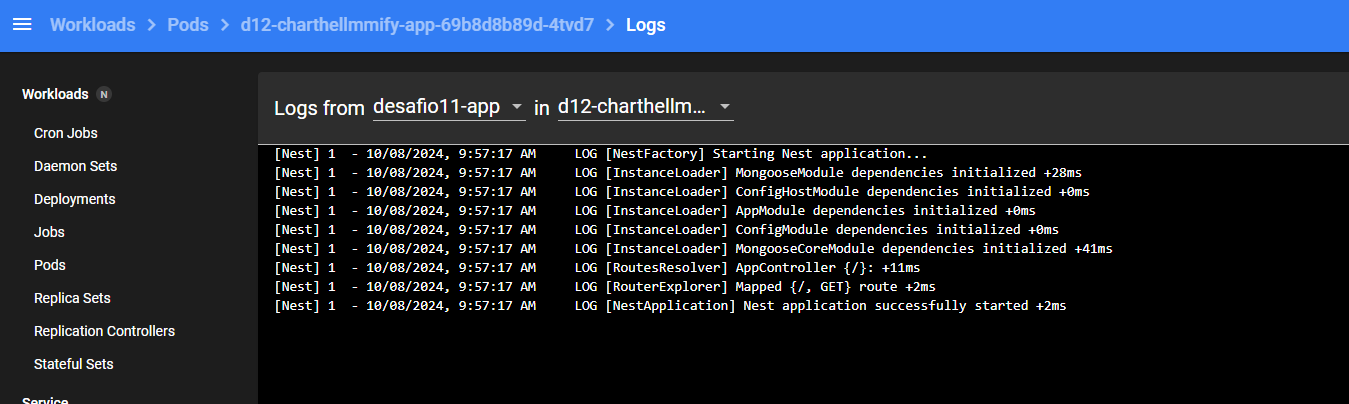 Workloads > Pods > d12-charthellmmify-app-69b8d8b89d-4tvd7 > Logs
Workloads N
Cron Jobs
Daemon Sets
Deployments
Jobs
Pods
Replica Sets
Replication Controllers
Stateful Sets
Service
Logs from desafio11-app in d12-charthellm...
[Nest] 1  - 10/08/2024, 9:57:17 AM     LOG [NestFactory] Starting Nest application...
[Nest] 1  - 10/08/2024, 9:57:17 AM     LOG [InstanceLoader] MongooseModule dependencies initialized +28ms
[Nest] 1  - 10/08/2024, 9:57:17 AM     LOG [InstanceLoader] ConfigHostModule dependencies initialized +0ms
[Nest] 1  - 10/08/2024, 9:57:17 AM     LOG [InstanceLoader] AppModule dependencies initialized +0ms
[Nest] 1  - 10/08/2024, 9:57:17 AM     LOG [InstanceLoader] ConfigModule dependencies initialized +0ms
[Nest] 1  - 10/08/2024, 9:57:17 AM     LOG [InstanceLoader] MongooseCoreModule dependencies initialized +41ms
[Nest] 1  - 10/08/2024, 9:57:17 AM     LOG [RoutesResolver] AppController {/}: +11ms
[Nest] 1  - 10/08/2024, 9:57:17 AM     LOG [RouterExplorer] Mapped {/, GET} route +2ms
[Nest] 1  - 10/08/2024, 9:57:17 AM     LOG [NestApplication] Nest application successfully started +2ms